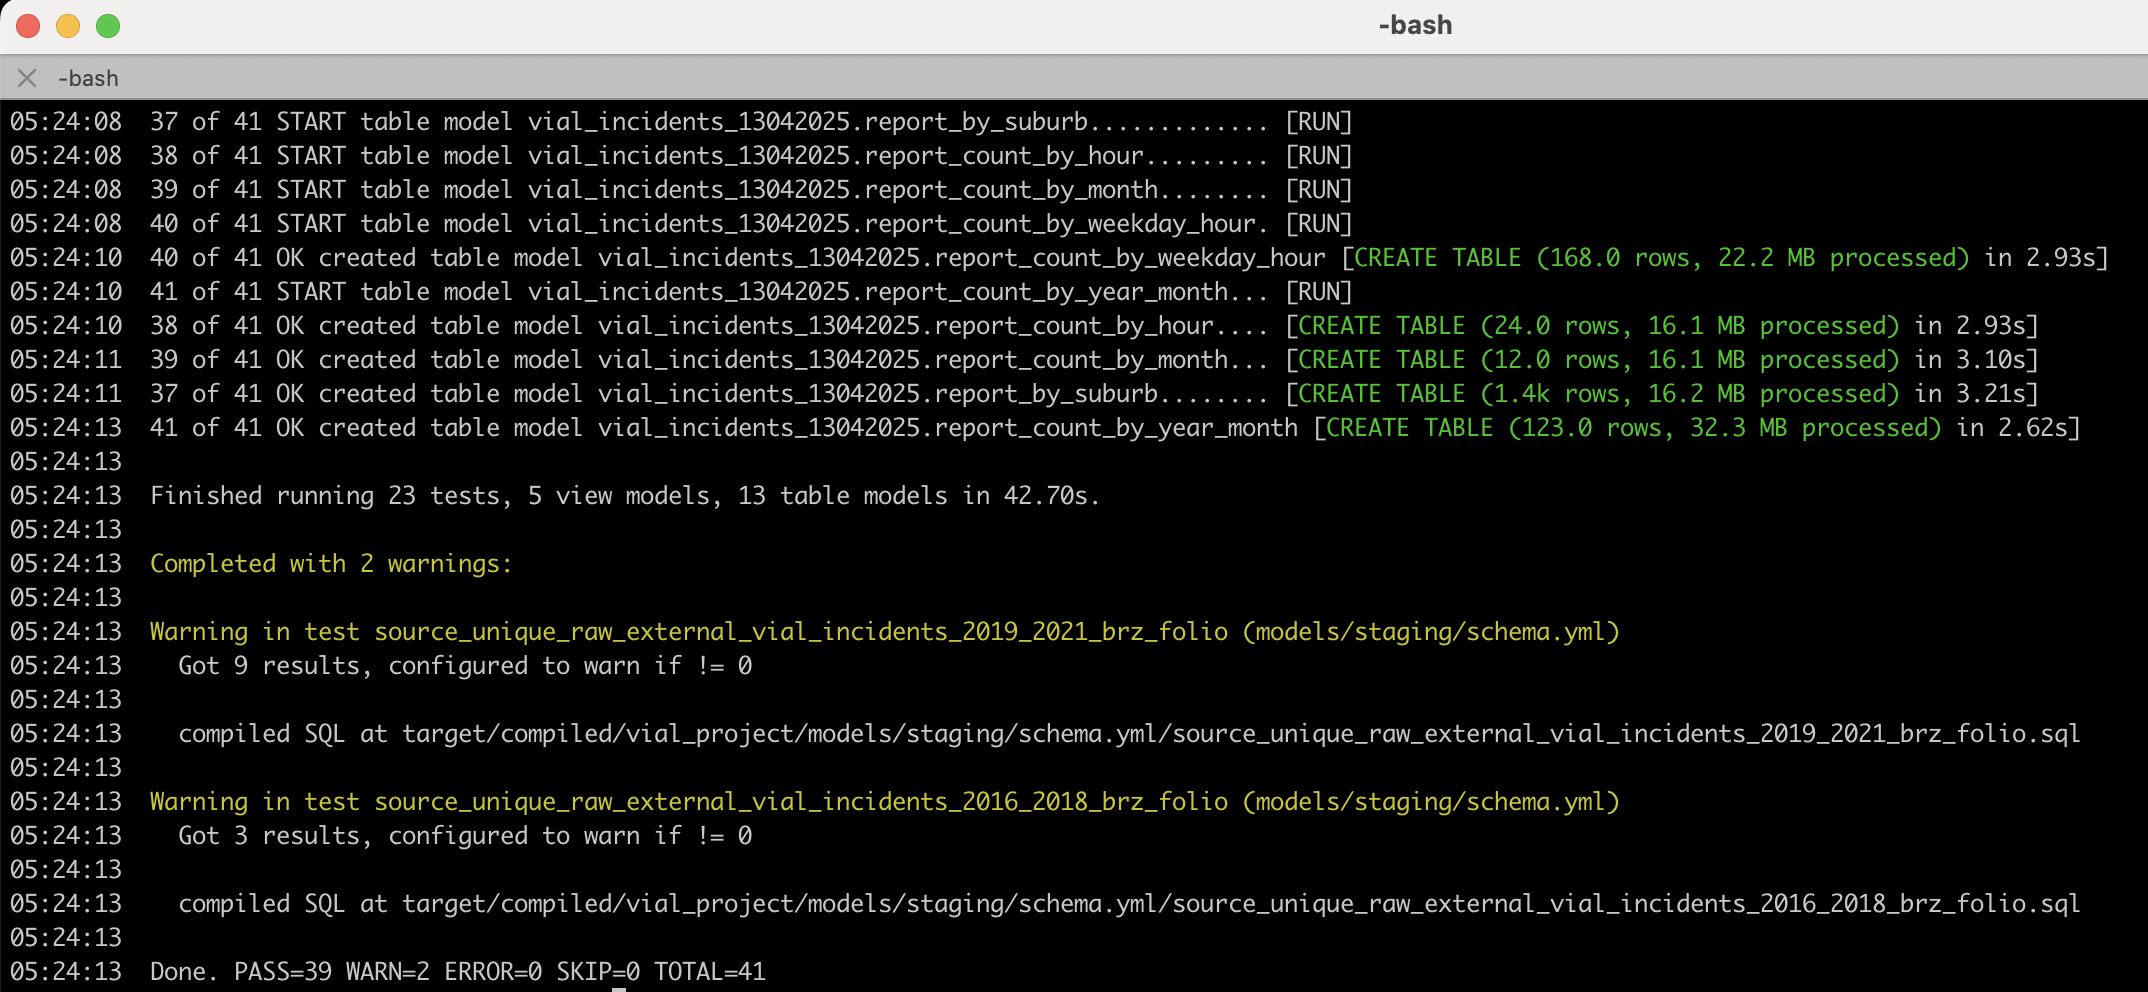 -bash
-bash
05:24:08  37 of 41 START table model vial_incidents_13042025.report_by_suburb............. [RUN]
05:24:08  38 of 41 START table model vial_incidents_13042025.report_count_by_hour......... [RUN]
05:24:08  39 of 41 START table model vial_incidents_13042025.report_count_by_month........ [RUN]
05:24:08  40 of 41 START table model vial_incidents_13042025.report_count_by_weekday_hour. [RUN]
05:24:10  40 of 41 OK created table model vial_incidents_13042025.report_count_by_weekday_hour [CREATE TABLE (168.0 rows, 22.2 MB processed) in 2.93s]
05:24:10  41 of 41 START table model vial_incidents_13042025.report_count_by_year_month... [RUN]
05:24:10  38 of 41 OK created table model vial_incidents_13042025.report_count_by_hour.... [CREATE TABLE (24.0 rows, 16.1 MB processed) in 2.93s]
05:24:11  39 of 41 OK created table model vial_incidents_13042025.report_count_by_month... [CREATE TABLE (12.0 rows, 16.1 MB processed) in 3.10s]
05:24:11  37 of 41 OK created table model vial_incidents_13042025.report_by_suburb........ [CREATE TABLE (1.4k rows, 16.2 MB processed) in 3.21s]
05:24:13  41 of 41 OK created table model vial_incidents_13042025.report_count_by_year_month [CREATE TABLE (123.0 rows, 32.3 MB processed) in 2.62s]
05:24:13
05:24:13  Finished running 23 tests, 5 view models, 13 table models in 42.70s.
05:24:13
05:24:13  Completed with 2 warnings:
05:24:13
05:24:13  Warning in test source_unique_raw_external_vial_incidents_2019_2021_brz_folio (models/staging/schema.yml)
05:24:13    Got 9 results, configured to warn if != 0
05:24:13
05:24:13    compiled SQL at target/compiled/vial_project/models/staging/schema.yml/source_unique_raw_external_vial_incidents_2019_2021_brz_folio.sql
05:24:13
05:24:13  Warning in test source_unique_raw_external_vial_incidents_2016_2018_brz_folio (models/staging/schema.yml)
05:24:13    Got 3 results, configured to warn if != 0
05:24:13
05:24:13    compiled SQL at target/compiled/vial_project/models/staging/schema.yml/source_unique_raw_external_vial_incidents_2016_2018_brz_folio.sql
05:24:13
05:24:13  Done. PASS=39 WARN=2 ERROR=0 SKIP=0 TOTAL=41